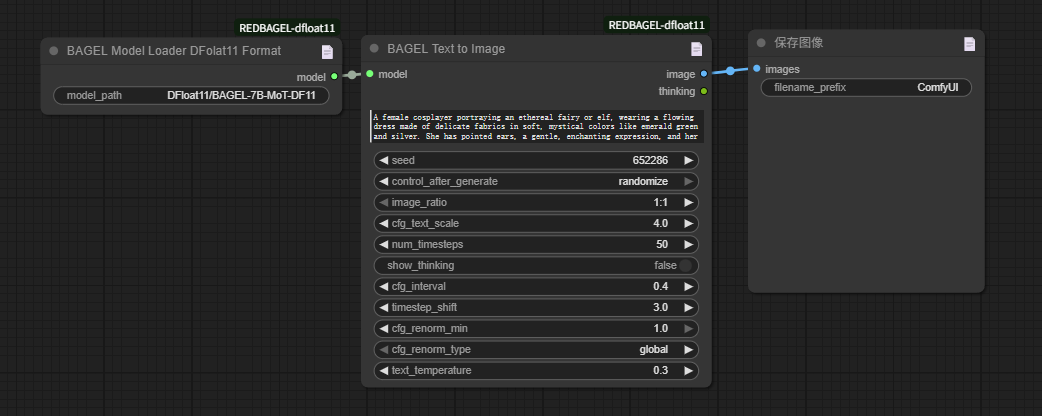 REDBAGEL-dfloat11
BAGEL Model Loader DFolat11 Format
model
model_path DFloat11/BAGEL-7B-MoT-DF11
REDBAGEL-dfloat11
BAGEL Text to Image
model image
thinking
A female cosplayer portraying an ethereal fairy or elf, wearing a flowing
dress made of delicate fabrics in soft, mystical colors like emerald green
and silver. She has pointed ears, a gentle, enchanting expression, and her
seed 652286
control_after_generate randomize
image_ratio 1:1
cfg_text_scale 4.0
num_timesteps 50
show_thinking false
cfg_interval 0.4
timestep_shift 3.0
cfg_renorm_min 1.0
cfg_renorm_type global
text_temperature 0.3
保存图像
images
filename_prefix ComfyUI